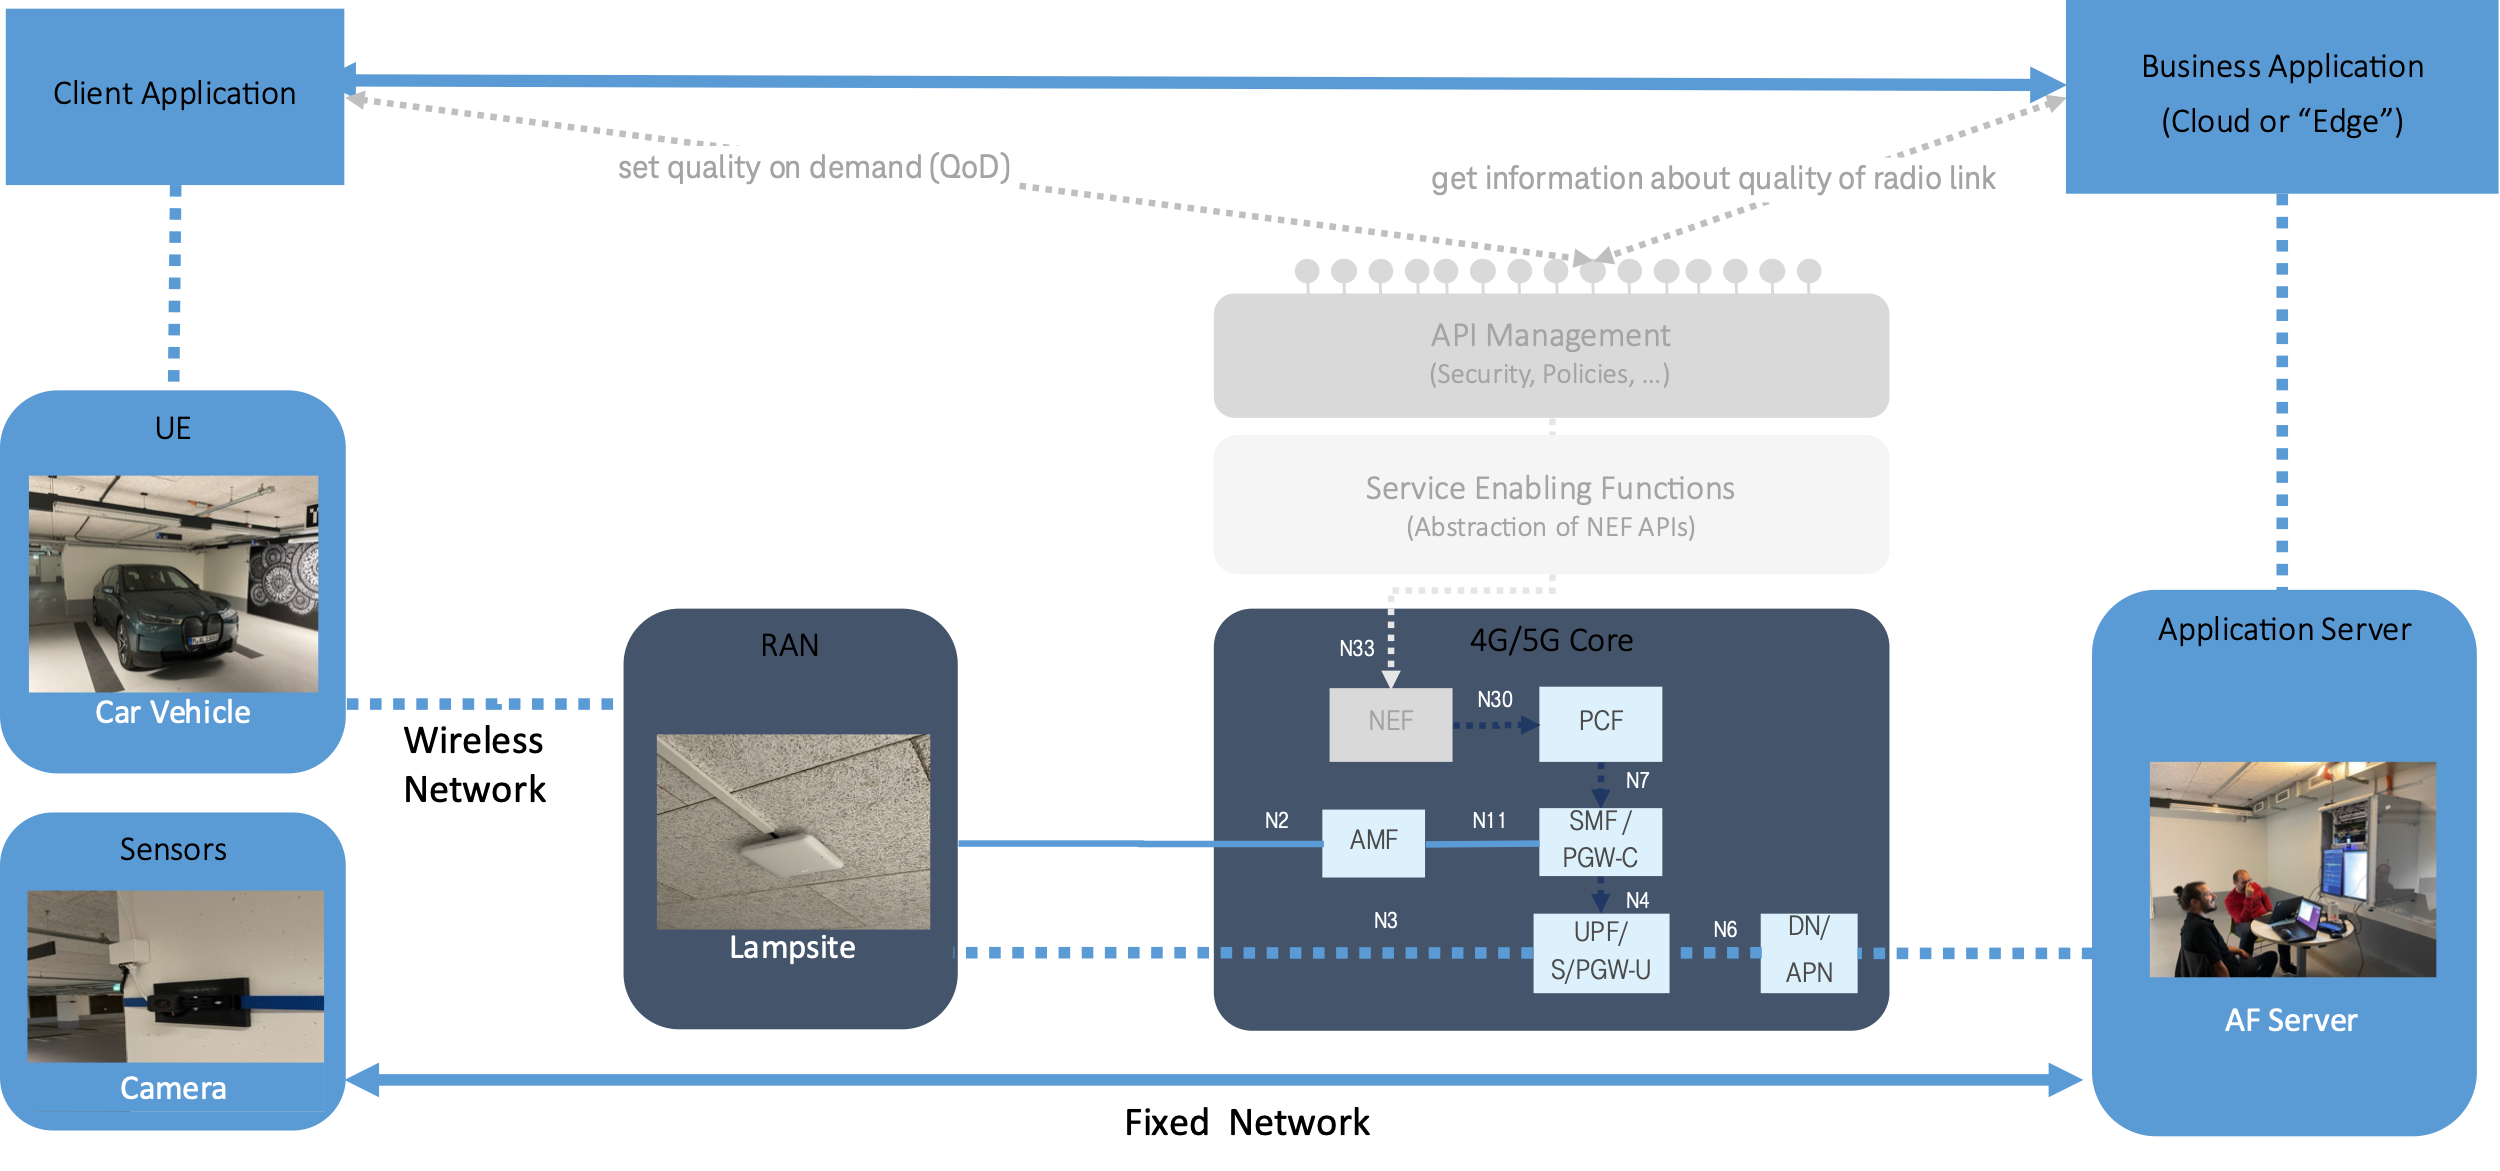 Client Application
Business Application
(Cloud or “Edge”)
set quality on demand (QoD)
get information about quality of radio link
API Management
(Security, Policies, ...)
UE
Service Enabling Functions
(Abstraction of NEF APIs)
Car Vehicle
Wireless
Network
RAN
Lampsite
4G/5G Core
N33
NEF
N30
PCF
N7
N2
AMF
N11
SMF /
PGW-C
N4
N3
UPF/
S/PGW-U
N6
DN/
APN
Application Server
AF Server
Sensors
Camera
Fixed Network